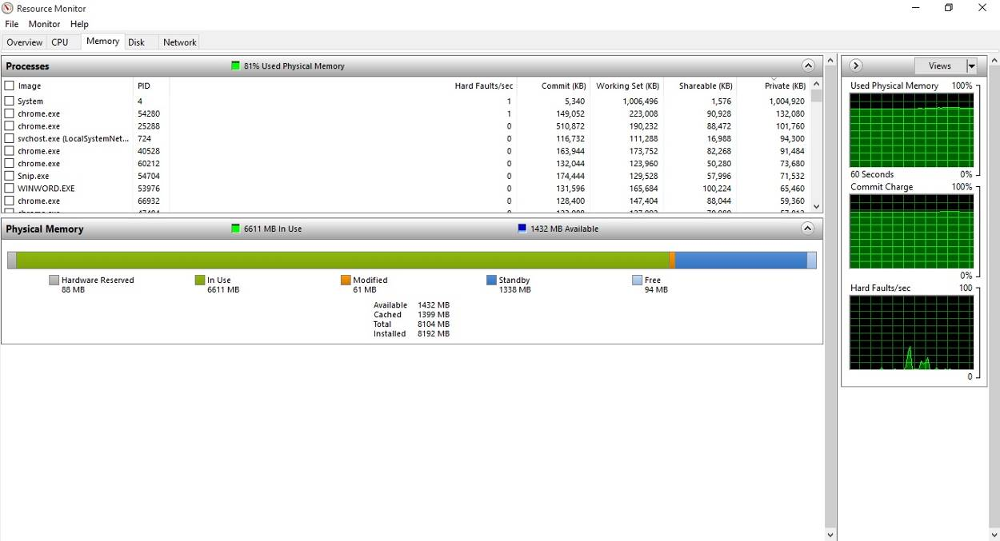 Resource Monitor
File Monitor Help
Overview CPU Memory Disk Network
Processes 81% Used Physical Memory
Image PID Hard Faults/sec Commit (KB) Working Set (KB) Shareable (KB) Private (KB)
System 4 1 5,340 1,006,496 1,576 1,004,920
chrome.exe 54280 1 149,052 223,008 90,928 132,080
chrome.exe 25288 0 510,872 190,232 88,472 101,760
svchost.exe (LocalSystemNet... 724 0 116,732 111,288 16,988 94,300
chrome.exe 40528 0 163,944 173,752 82,268 91,484
chrome.exe 60212 0 132,044 123,960 50,280 73,680
Snip.exe 54704 0 174,444 129,528 57,996 71,532
WINWORD.EXE 53976 0 131,596 165,684 100,224 65,460
chrome.exe 66932 0 128,400 147,404 88,044 59,360
chrome.exe
Physical Memory 6611 MB In Use 1432 MB Available
Hardware Reserved In Use Modified Standby Free
88 MB 6611 MB 61 MB 1338 MB 94 MB
Available 1432 MB
Cached 1399 MB
Total 8104 MB
Installed 8192 MB
Views
Used Physical Memory 100%
60 Seconds 0%
Commit Charge 100%
0%
Hard Faults/sec 100
0